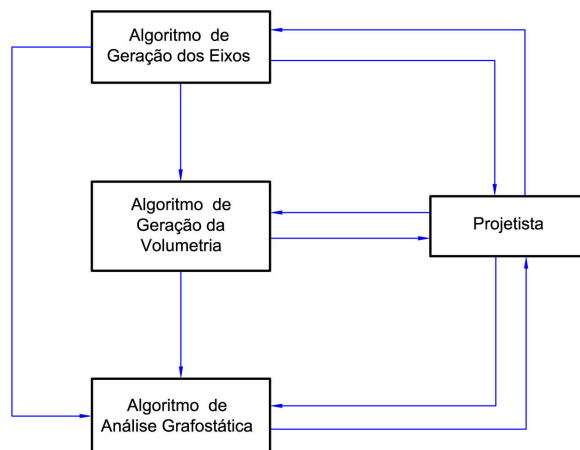 Algoritmo de
Geração dos Eixos
Algoritmo de
Geração da
Volumetria
Projetista
Algoritmo de
Análise Grafostática